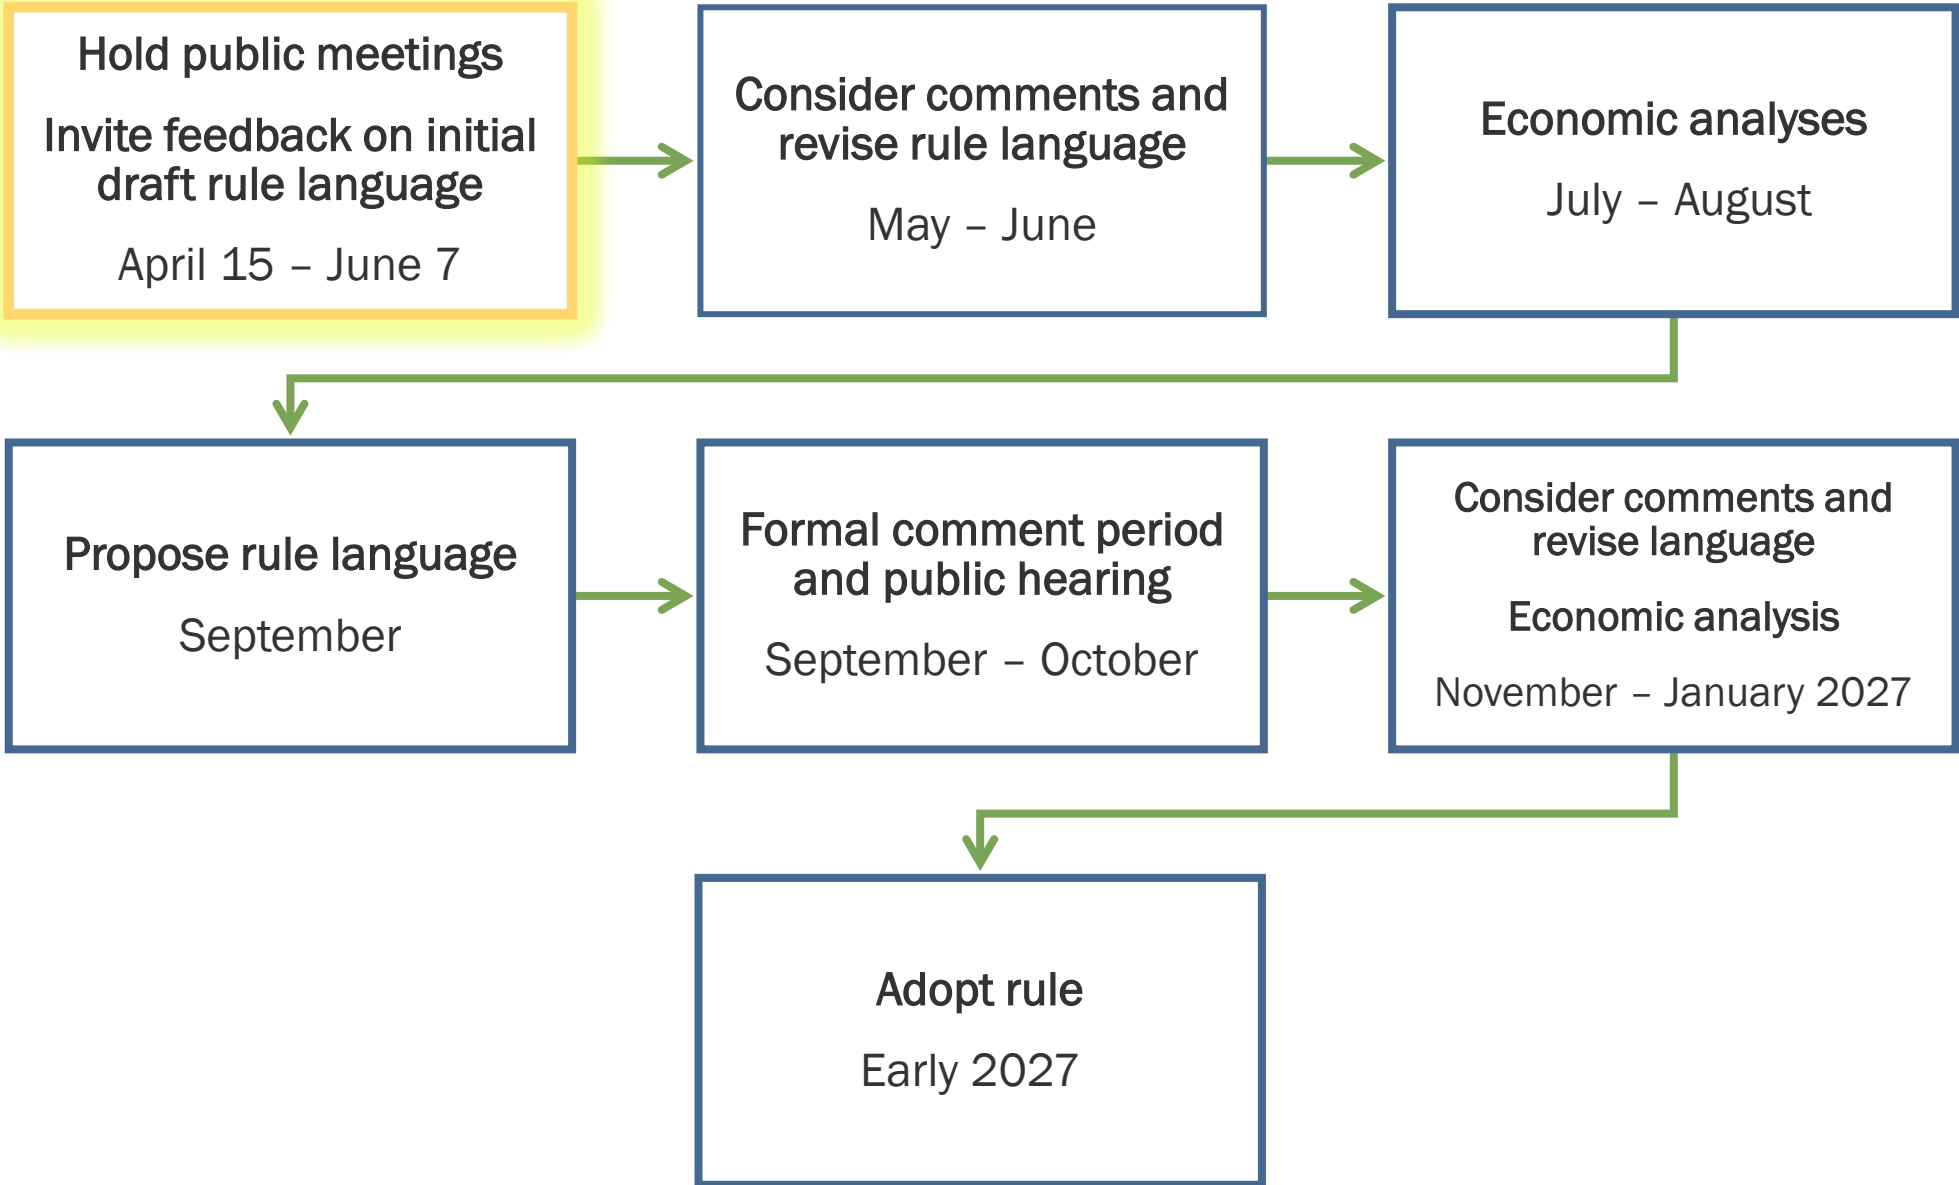 Hold public meetings
Invite feedback on initial
draft rule language
April 15 – June 7
Consider comments and
revise rule language
May – June
Economic analyses
July – August
Propose rule language
September
Formal comment period
and public hearing
September – October
Consider comments and
revise language
Economic analysis
November – January 2027
Adopt rule
Early 2027